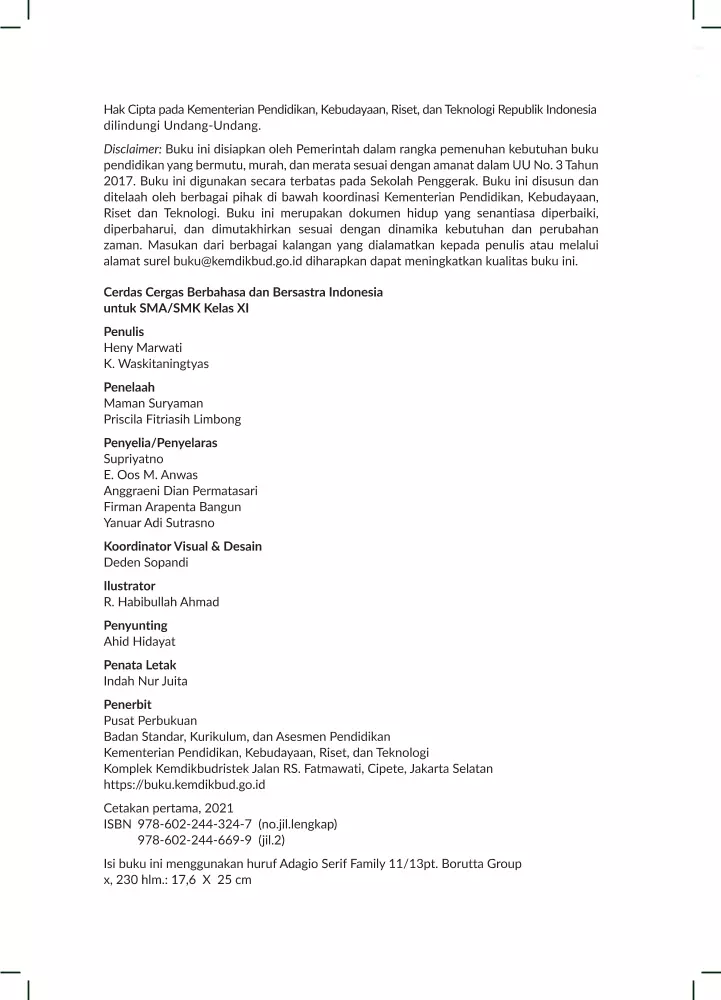 Hak Cipta pada Kementerian Pendidikan, Kebudayaan, Riset, dan Teknologi Republik Indonesia
dilindungi Undang-Undang.
Disclaimer: Buku ini disiapkan oleh Pemerintah dalam rangka pemenuhan kebutuhan buku
pendidikan yang bermutu, murah, dan merata sesuai dengan amanat dalam UU No. 3 Tahun
2017. Buku ini digunakan secara terbatas pada Sekolah Penggerak. Buku ini disusun dan
ditelaah oleh berbagai pihak di bawah koordinasi Kementerian Pendidikan, Kebudayaan,
Riset dan Teknologi. Buku ini merupakan dokumen hidup yang senantiasa diperbaiki,
diperbaharui, dan dimutakhirkan sesuai dengan dinamika kebutuhan dan perubahan
zaman. Masukan dari berbagai kalangan yang dialamatkan kepada penulis atau melalui
alamat surel buku@kemdikbud.go.id diharapkan dapat meningkatkan kualitas buku ini.
Cerdas Cergas Berbahasa dan Bersastra Indonesia
untuk SMA/SMK Kelas XI
Penulis
Heny Marwati
K. Waskitaningtyas
Penelaah
Maman Suryaman
Priscila Fitriasih Limbong
Penyelia/Penyelaras
Supriyatno
E. Oos M. Anwas
Anggraeni Dian Permatasari
Firman Arapenta Bangun
Yanuar Adi Sutrasno
Koordinator Visual & Desain
Deden Sopandi
Ilustrator
R. Habibullah Ahmad
Penyunting
Ahid Hidayat
Penata Letak
Indah Nur Juita
Penerbit
Pusat Perbukuan
Badan Standar, Kurikulum, dan Asesmen Pendidikan
Kementerian Pendidikan, Kebudayaan, Riset, dan Teknologi
Komplek Kemdikbudristek Jalan RS. Fatmawati, Cipete, Jakarta Selatan
https://buku.kemdikbud.go.id
Cetakan pertama, 2021
ISBN 978-602-244-324-7 (no.jil.lengkap)
978-602-244-669-9 (jil.2)
Isi buku ini menggunakan huruf Adagio Serif Family 11/13pt. Borutta Group
x, 230 hlm.: 17,6 X 25 cm